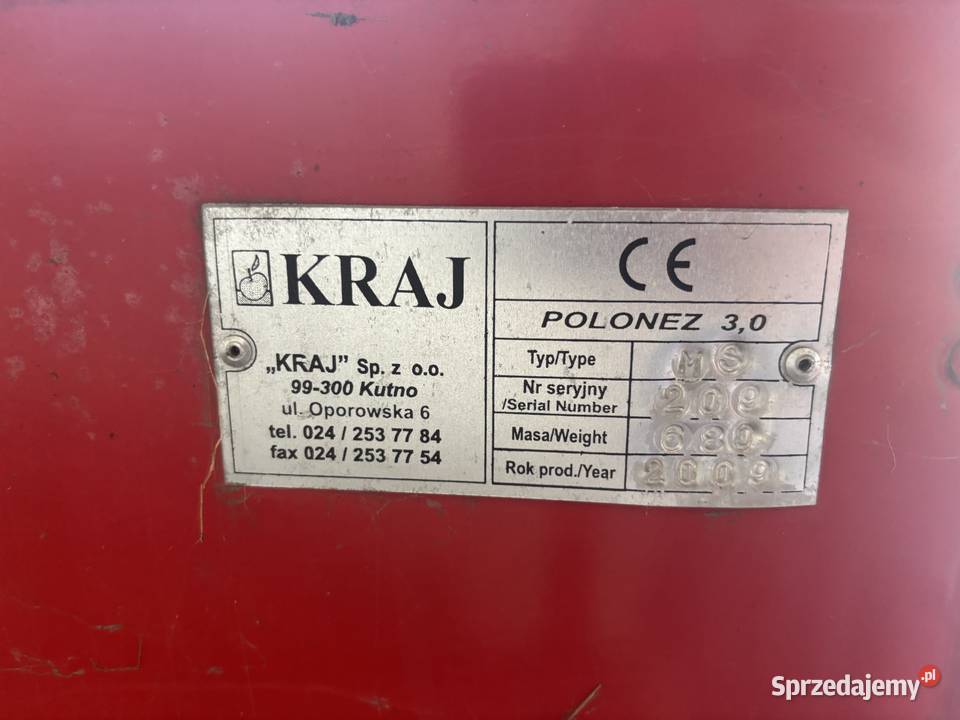 KRAJ
„KRAJ” Sp. z o.o.
99-300 Kutno
ul. Oporowska 6
tel. 024 / 253 77 84
fax 024 / 253 77 54
CE
POLONEZ 3,0
Typ/Type MS
Nr seryjny
/Serial Number 209
Masa/Weight 680
Rok prod./Year 2009
Sprzedajemy.pl